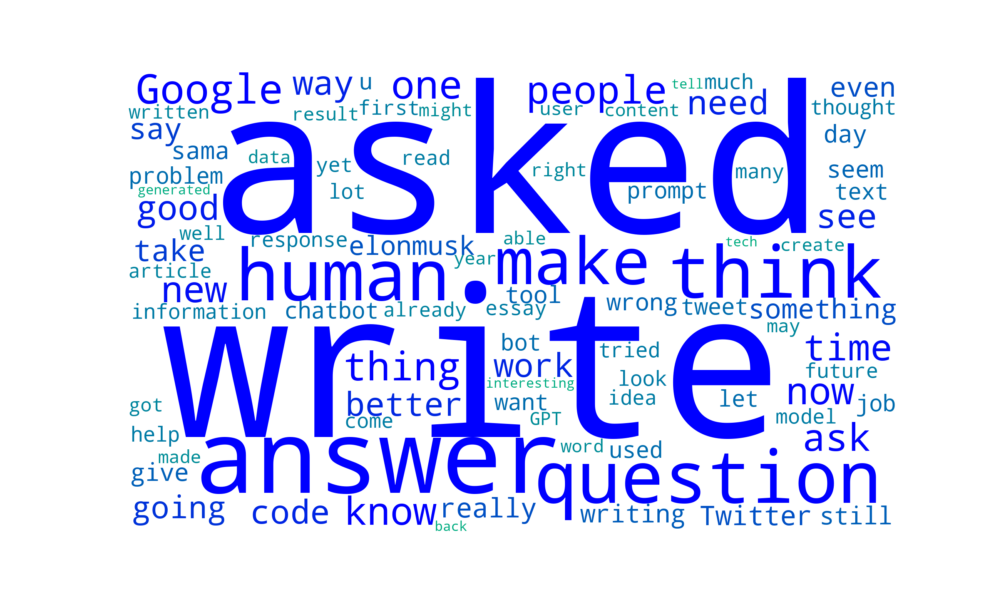 Google way u one people tell much even
written result first might user content need thought
say asked day
sama data yet read right many seem
problem lot prompt text
generated good see
well response elonmusk able tech create
take human year make think
article
new tool wrong tweet something
information chatbot already essay may
write bot tried time
thing work interesting look future
got better want idea let now job
come GPT model
help answer word used ask
made
give question
going code know really writing Twitter still
back